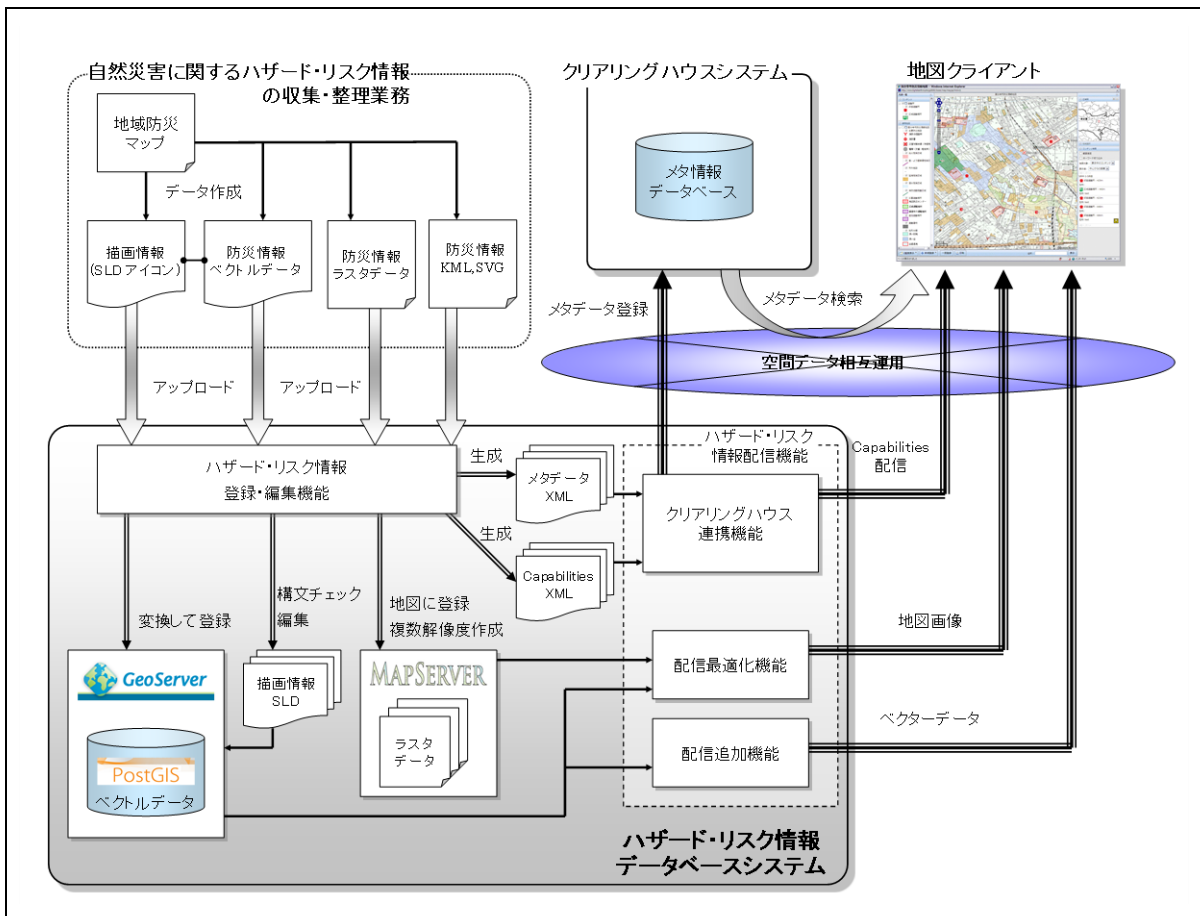 自然災害に関するハザード・リスク情報
の収集・整理業務
地域防災
マップ
データ作成
描画情報
(SLDアイコン)
防災情報
ベクトルデータ
防災情報
ラスタデータ
防災情報
KML,SVG
クリアリングハウスシステム
メタ情報
データベース
地図クライアント
メタデータ登録
メタデータ検索
空間データ相互運用
アップロード
アップロード
ハザード・リスク情報
登録・編集機能
生成
メタデータ
XML
生成
Capabilities
XML
ハザード・リスク
情報配信機能
クリアリングハウス
連携機能
Capabilities
配信
変換して登録
構文チェック
編集
地図に登録
複数解像度作成
GeoServer
PostGIS
ベクトルデータ
描画情報
SLD
MAPSERVER
ラスタ
データ
配信最適化機能
地図画像
配信追加機能
ベクターデータ
ハザード・リスク情報
データベースシステム